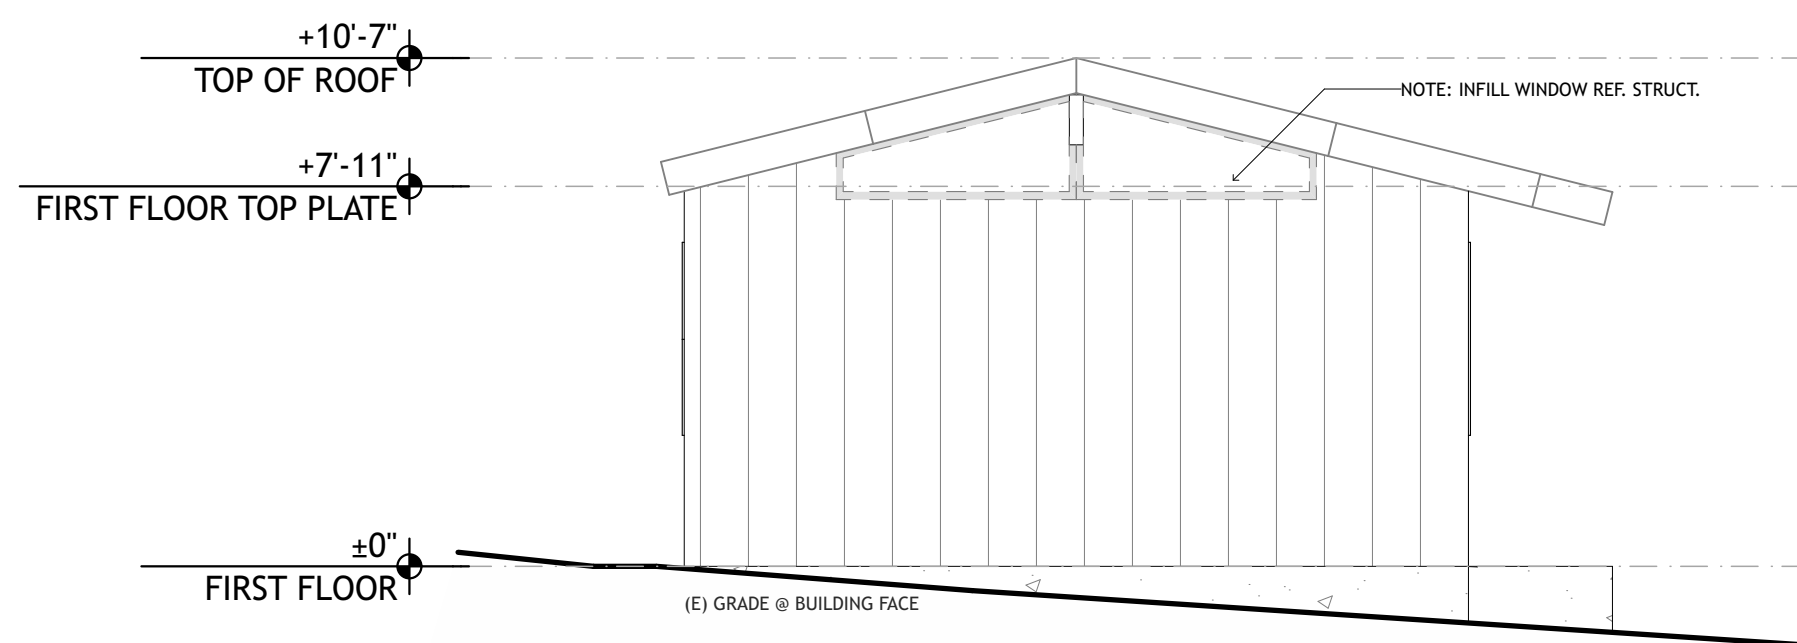 +10'-7"
TOP OF ROOF
NOTE: INFILL WINDOW REF. STRUCT.
+7'-11"
FIRST FLOOR TOP PLATE
±0"
FIRST FLOOR
(E) GRADE @ BUILDING FACE